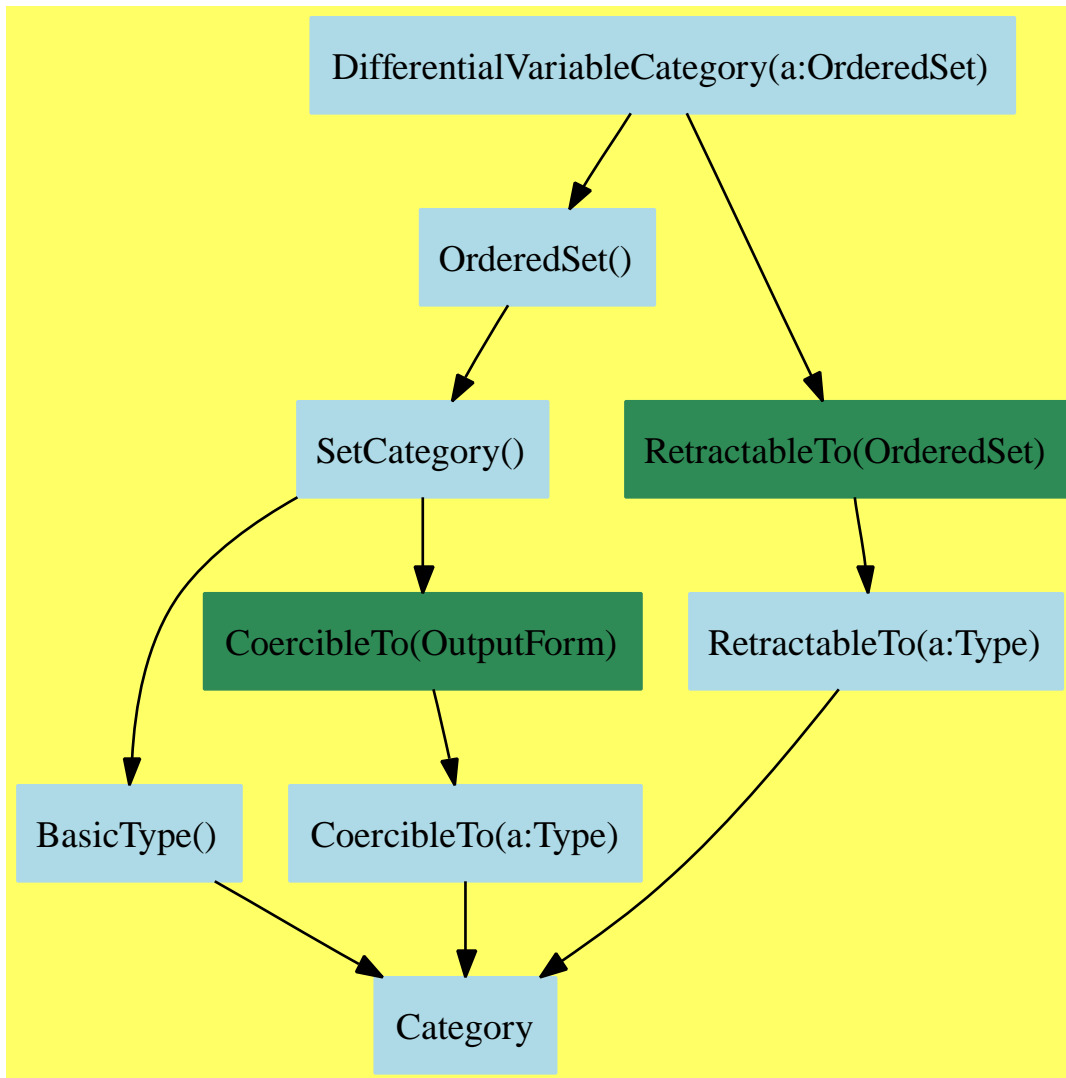 DifferentialVariableCategory(a:OrderedSet)
OrderedSet()
SetCategory()
RetractableTo(OrderedSet)
CoercibleTo(OutputForm)
RetractableTo(a:Type)
BasicType()
CoercibleTo(a:Type)
Category